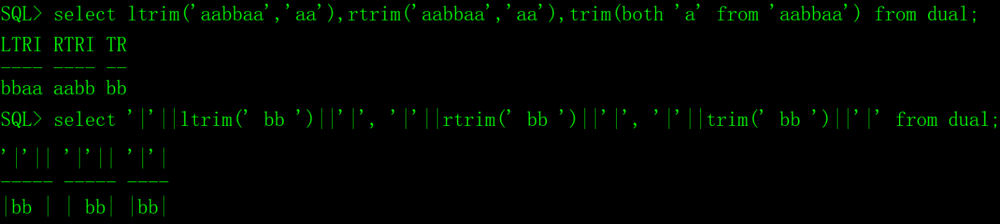 SQL> select ltrim('aabbaa','aa'),rtrim('aabbaa','aa'),trim(both 'a' from 'aabbaa') from dual;
LTRI RTRI TR
---- ---- --
bbaa aabb bb
SQL> select '|'||ltrim(' bb ')||'|', '|'||rtrim(' bb ')||'|', '|'||trim(' bb ')||'|' from dual;
'|'|| '|'|| '|'|
----- ----- ----
|bb | | bb| |bb|